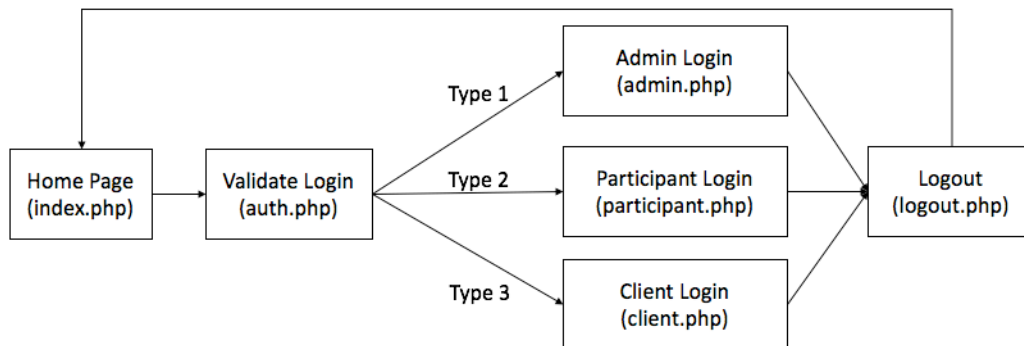 Home Page
(index.php)
Validate Login
(auth.php)
Type 1
Type 2
Type 3
Admin Login
(admin.php)
Participant Login
(participant.php)
Client Login
(client.php)
Logout
(logout.php)